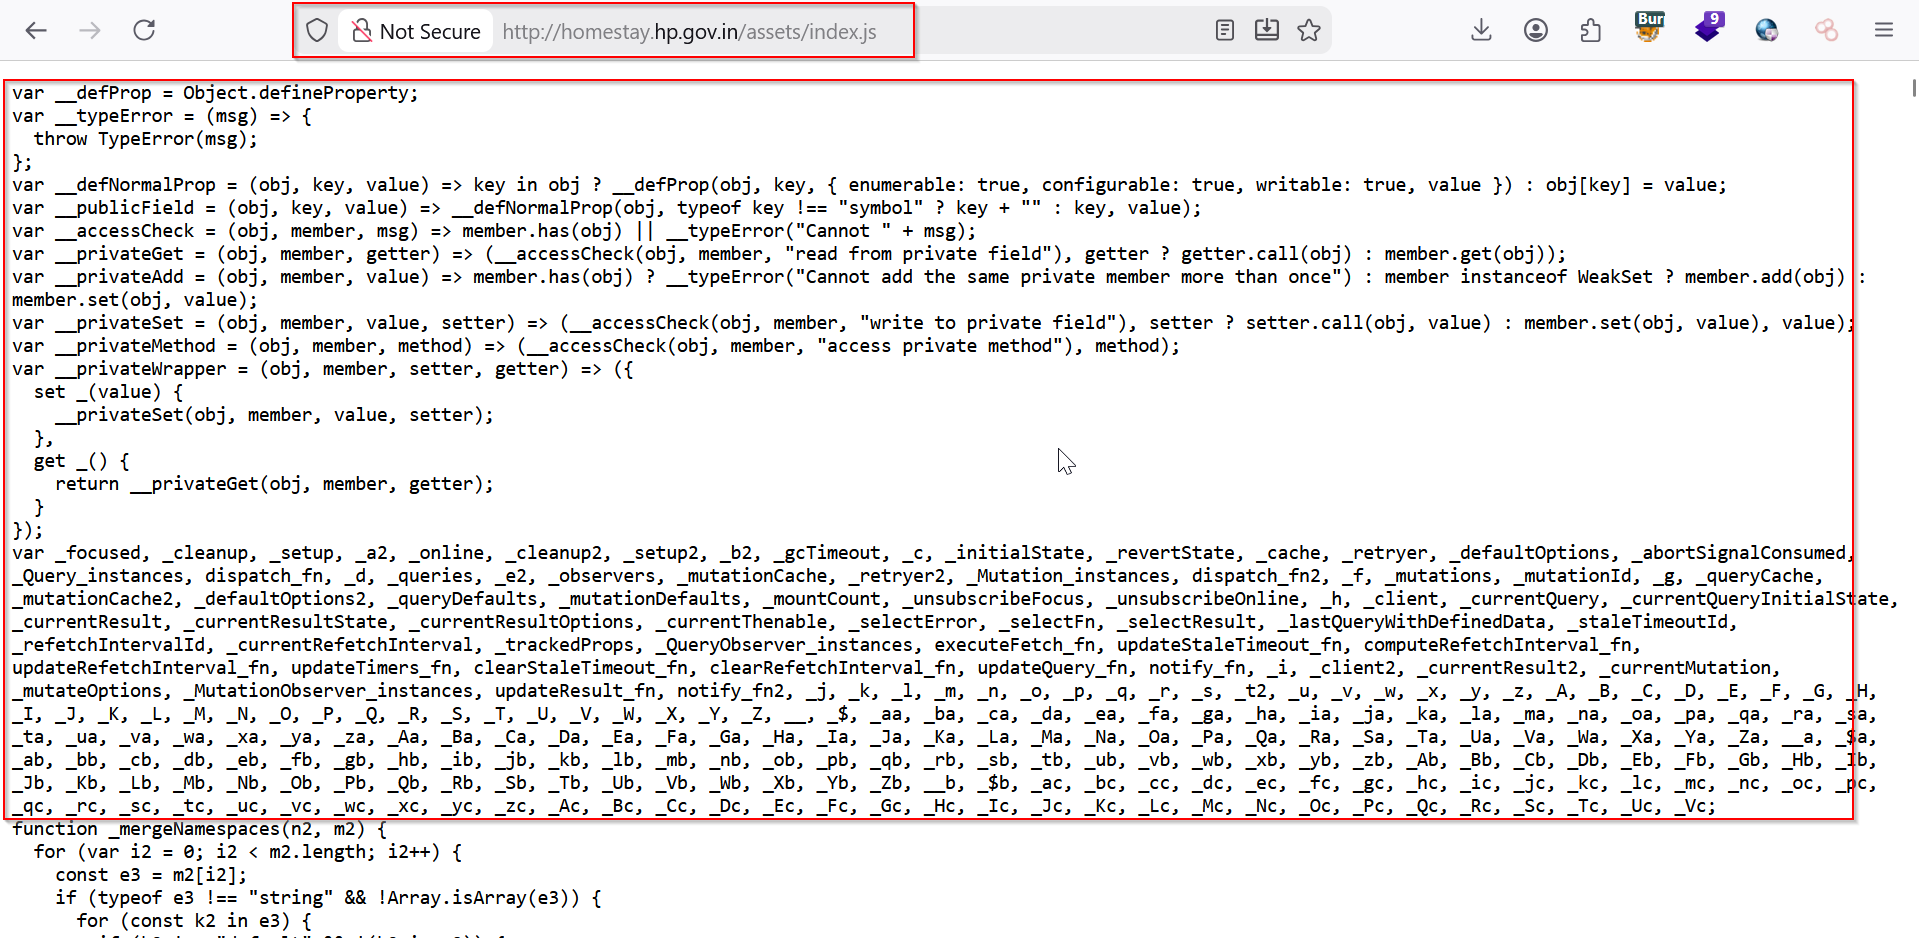 Not Secure http://homestay.hp.gov.in/assets/index.js Bur 9
var __defProp = Object.defineProperty;
var __typeError = (msg) => {
  throw TypeError(msg);
};
var __defNormalProp = (obj, key, value) => key in obj ? __defProp(obj, key, { enumerable: true, configurable: true, writable: true, value }) : obj[key] = value;
var __publicField = (obj, key, value) => __defNormalProp(obj, typeof key !== "symbol" ? key + "" : key, value);
var __accessCheck = (obj, member, msg) => member.has(obj) || __typeError("Cannot " + msg);
var __privateGet = (obj, member, getter) => (__accessCheck(obj, member, "read from private field"), getter ? getter.call(obj) : member.get(obj));
var __privateAdd = (obj, member, value) => member.has(obj) ? __typeError("Cannot add the same private member more than once") : member instanceof WeakSet ? member.add(obj) :
member.set(obj, value);
var __privateSet = (obj, member, value, setter) => (__accessCheck(obj, member, "write to private field"), setter ? setter.call(obj, value) : member.set(obj, value), value);
var __privateMethod = (obj, member, method) => (__accessCheck(obj, member, "access private method"), method);
var __privateWrapper = (obj, member, setter, getter) => ({
  set _(value) {
    __privateSet(obj, member, value, setter);
  },
  get _() {
    return __privateGet(obj, member, getter);
  }
});
var _focused, _cleanup, _setup, _a2, _online, _cleanup2, _setup2, _b2, _gcTimeout, _c, _initialState, _revertState, _cache, _retryer, _defaultOptions, _abortSignalConsumed,
_Query_instances, dispatch_fn, _d, _queries, _e2, _observers, _mutationCache, _retryer2, _Mutation_instances, dispatch_fn2, _f, _mutations, _mutationId, _g, _queryCache,
_mutationCache2, _defaultOptions2, _queryDefaults, _mutationDefaults, _mountCount, _unsubscribeFocus, _unsubscribeOnline, _h, _client, _currentQuery, _currentQueryInitialState,
_currentResult, _currentResultState, _currentResultOptions, _currentThenable, _selectError, _selectFn, _selectResult, _lastQueryWithDefinedData, _staleTimeoutId,
_refetchIntervalId, _currentRefetchInterval, _trackedProps, _QueryObserver_instances, executeFetch_fn, updateStaleTimeout_fn, computeRefetchInterval_fn,
updateRefetchInterval_fn, updateTimers_fn, clearStaleTimeout_fn, clearRefetchInterval_fn, updateQuery_fn, notify_fn, _i, _client2, _currentResult2, _currentMutation,
_mutateOptions, _MutationObserver_instances, updateResult_fn, notify_fn2, _j, _k, _l, _m, _n, _o, _p, _q, _r, _s, _t2, _u, _v, _w, _x, _y, _z, _A, _B, _C, _D, _E, _F, _G, _H,
_I, _J, _K, _L, _M, _N, _O, _P, _Q, _R, _S, _T, _U, _V, _W, _X, _Y, _Z, __, _$, _aa, _ba, _ca, _da, _ea, _fa, _ga, _ha, _ia, _ja, _ka, _la, _ma, _na, _oa, _pa, _qa, _ra, _sa,
_ta, _ua, _va, _wa, _xa, _ya, _za, _Aa, _Ba, _Ca, _Da, _Ea, _Fa, _Ga, _Ha, _Ia, _Ja, _Ka, _La, _Ma, _Na, _Oa, _Pa, _Qa, _Ra, _Sa, _Ta, _Ua, _Va, _Wa, _Xa, _Ya, _Za, __a, _$a,
_ab, _bb, _cb, _db, _eb, _fb, _gb, _hb, _ib, _jb, _kb, _lb, _mb, _nb, _ob, _pb, _qb, _rb, _sb, _tb, _ub, _vb, _wb, _xb, _yb, _zb, _Ab, _Bb, _Cb, _Db, _Eb, _Fb, _Gb, _Hb, _Ib,
_Jb, _Kb, _Lb, _Mb, _Nb, _Ob, _Pb, _Qb, _Rb, _Sb, _Tb, _Ub, _Vb, _Wb, _Xb, _Yb, _Zb, __b, _$b, _ac, _bc, _cc, _dc, _ec, _fc, _gc, _hc, _ic, _jc, _kc, _lc, _mc, _nc, _oc, _pc,
_qc, _rc, _sc, _tc, _uc, _vc, _wc, _xc, _yc, _zc, _Ac, _Bc, _Cc, _Dc, _Ec, _Fc, _Gc, _Hc, _Ic, _Jc, _Kc, _Lc, _Mc, _Nc, _Oc, _Pc, _Qc, _Rc, _Sc, _Tc, _Uc, _Vc;
function _mergeNamespaces(n2, m2) {
  for (var i2 = 0; i2 < m2.length; i2++) {
    const e3 = m2[i2];
    if (typeof e3 !== "string" && !Array.isArray(e3)) {
      for (const k2 in e3) {